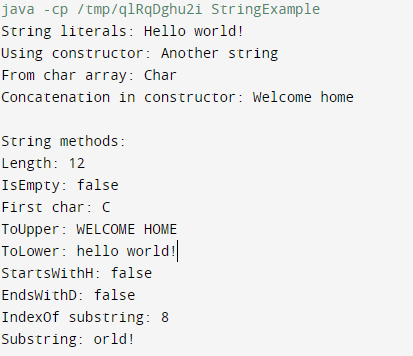 java -cp /tmp/qlRqDghu2i StringExample
String literals: Hello world!
Using constructor: Another string
From char array: Char
Concatenation in constructor: Welcome home
String methods:
Length: 12
IsEmpty: false
First char: C
ToUpper: WELCOME HOME
ToLower: hello world!
StartsWithH: false
EndsWithD: false
IndexOf substring: 8
Substring: orld!